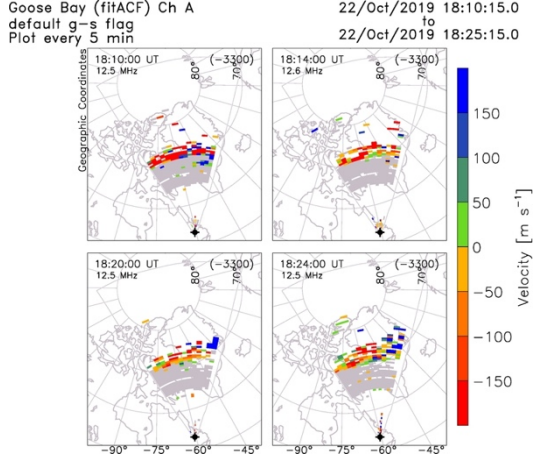 Goose Bay (fitACF) Ch A
default g-s flag
Plot every 5 min
22/Oct/2019 18:10:15.0
to
22/Oct/2019 18:25:15.0
Geographic Coordinates
18:10:00 UT
12.5 MHz
80°
(-3300)
70°
18:14:00 UT
12.6 MHz
80°
(-3300)
70°
18:20:00 UT
12.5 MHz
80°
(-3300)
70°
18:24:00 UT
12.5 MHz
80°
(-3300)
70°
-90° -75° -60° -45°
-90° -75° -60° -45°
150
100
50
0
-50
-100
-150
Velocity [m s⁻¹]